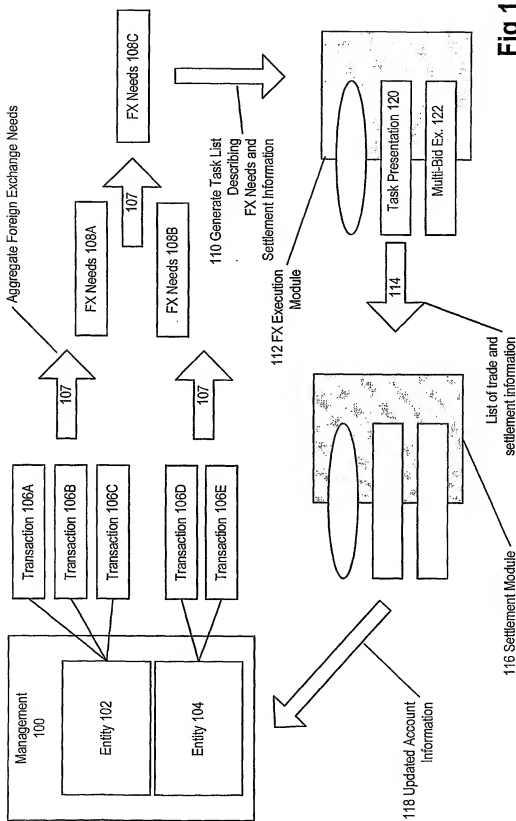 Aggregate Foreign Exchange Needs
Management
100
Entity 102
Entity 104
Transaction 106A
Transaction 106B
Transaction 106C
Transaction 106D
Transaction 106E
107
107
FX Needs 108A
FX Needs 108B
107
FX Needs 108C
110 Generate Task List
Describing
FX Needs and
Settlement Information
112 FX Execution
Module
Task Presentation 120
Multi-Bid Ex. 122
114
List of trade and
settlement information
116 Settlement Module
118 Updated Account
Information
Fig 1